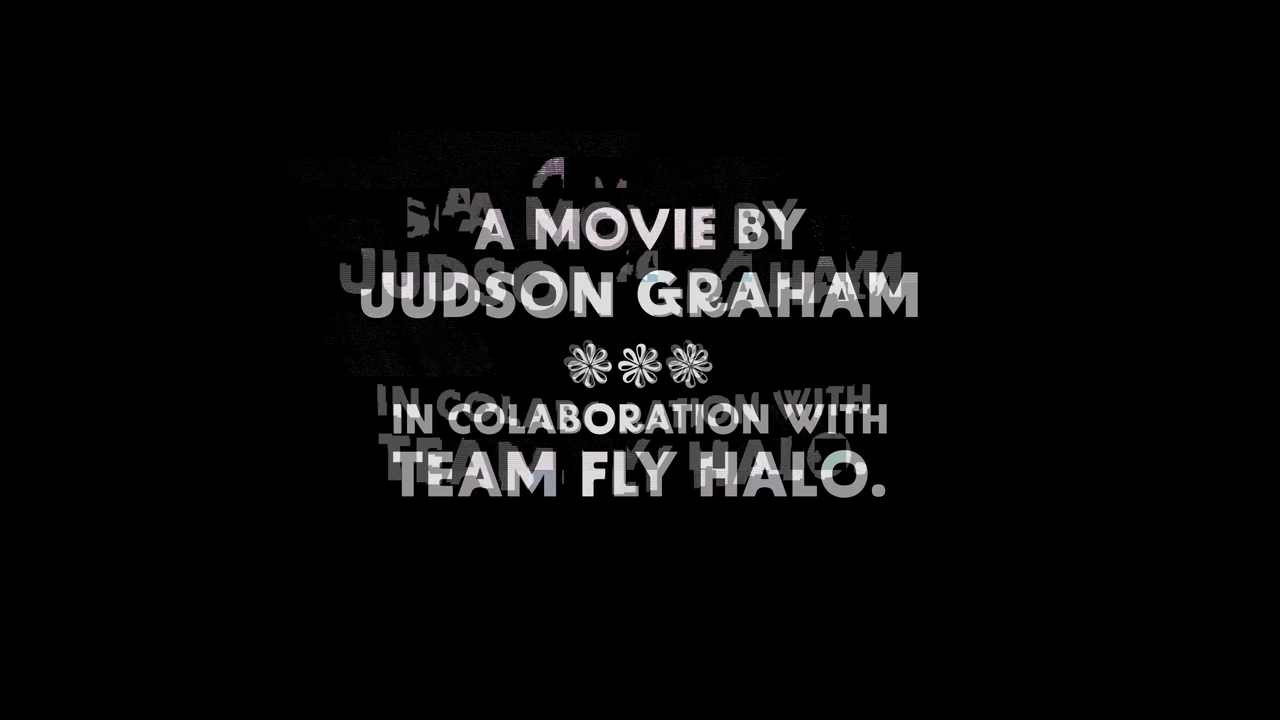 A MOVIE BY
JUDSON GRAHAM
IN COLABORATION WITH
TEAM FLY HALO.